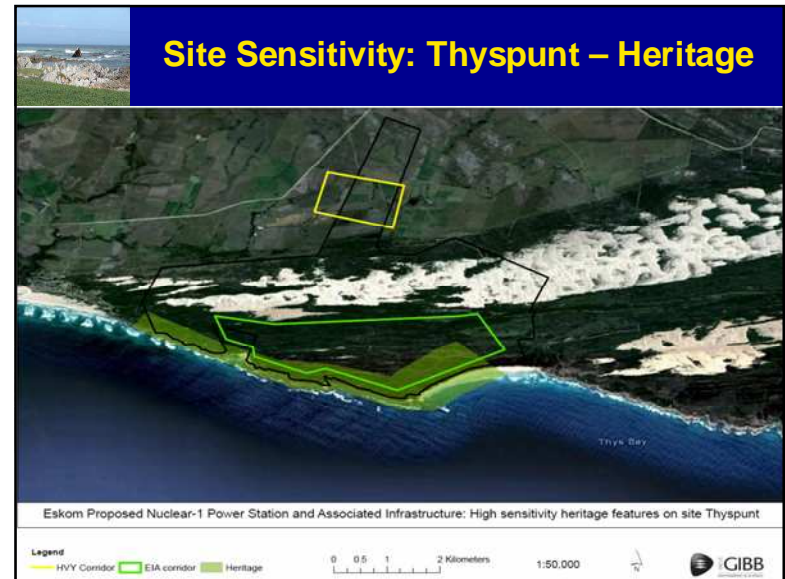 Site Sensitivity: Thyspunt – Heritage
Thys Bay
Eskom Proposed Nuclear-1 Power Station and Associated Infrastructure: High sensitivity heritage features on site Thyspunt
Legend
HVY Corridor EIA corridor Heritage
0 0.5 1 2 Kilometers
1:50,000
N
GIBB